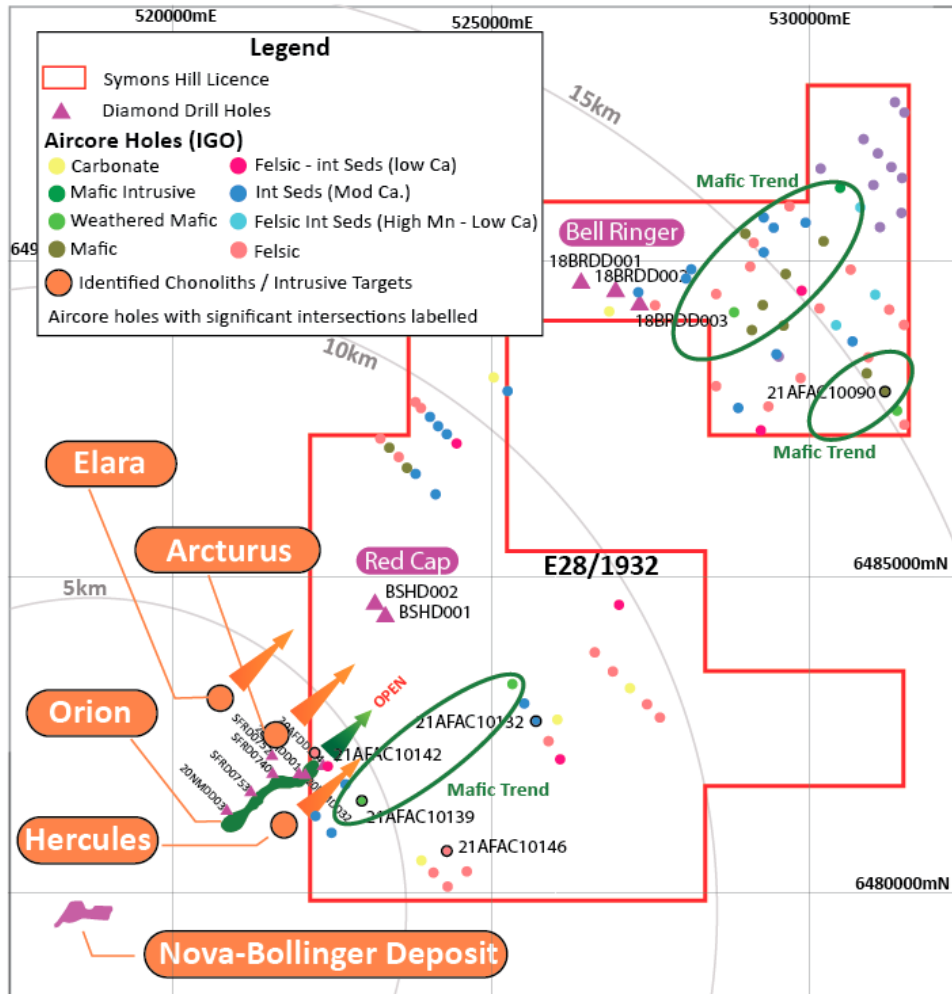 520000mE
525000mE
530000mE
Legend
Symons Hill Licence
Diamond Drill Holes
Aircore Holes (IGO)
Carbonate
Felsic - int Seds (low Ca)
Mafic Intrusive
Int Seds (Mod Ca.)
Weathered Mafic
Felsic Int Seds (High Mn - Low Ca)
Mafic
Felsic
Identified Chonoliths / Intrusive Targets
Aircore holes with significant intersections labelled
15km
Mafic Trend
Bell Ringer
649
18BRDD001
18BRDD002
18BRDD003
10km
21AFAC10090
Mafic Trend
Elara
Arcturus
Red Cap
E28/1932
6485000mN
BSHD002
BSHD001
5km
OPEN
Orion
21AFAC10132
21AFAC10142
SFRD0740
SFRD0753
20NMDD03
Mafic Trend
21AFAC10139
Hercules
21AFAC10146
6480000mN
Nova-Bollinger Deposit